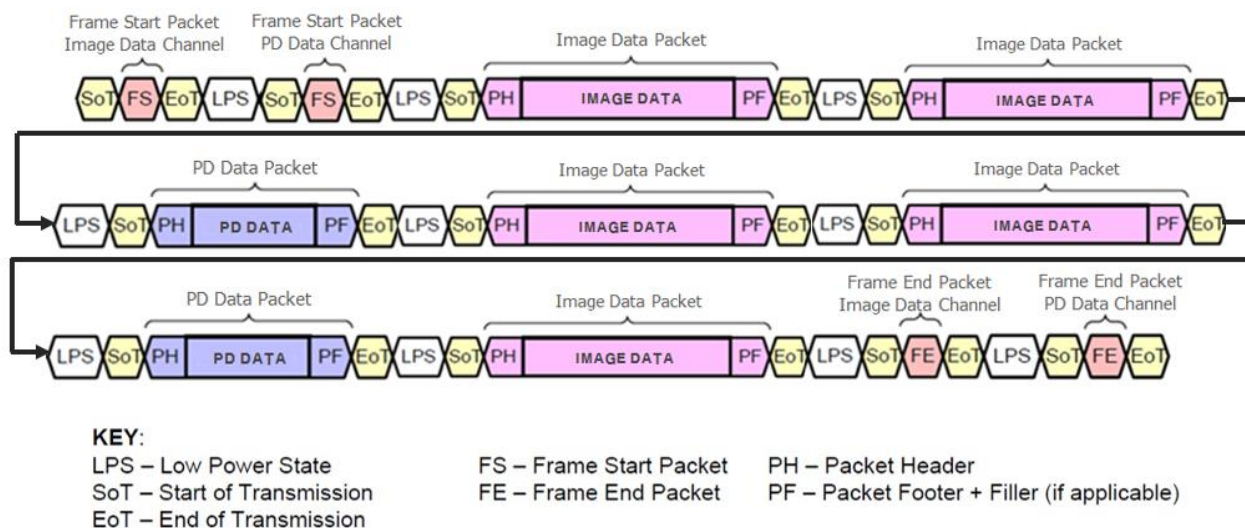 Frame Start Packet Frame Start Packet
Image Data Channel PD Data Channel Image Data Packet Image Data Packet
SoT FS EoT LPS SoT FS EoT LPS SoT PH IMAGE DATA PF EoT LPS SoT PH IMAGE DATA PF EoT
PD Data Packet Image Data Packet Image Data Packet
LPS SoT PH PD DATA PF EoT LPS SoT PH IMAGE DATA PF EoT LPS SoT PH IMAGE DATA PF EoT
Frame End Packet Frame End Packet
PD Data Packet Image Data Packet Image Data Channel PD Data Channel
LPS SoT PH PD DATA PF EoT LPS SoT PH IMAGE DATA PF EoT LPS SoT FE EoT LPS SoT FE EoT
KEY:
LPS – Low Power State FS – Frame Start Packet PH – Packet Header
SoT – Start of Transmission FE – Frame End Packet PF – Packet Footer + Filler (if applicable)
EoT – End of Transmission